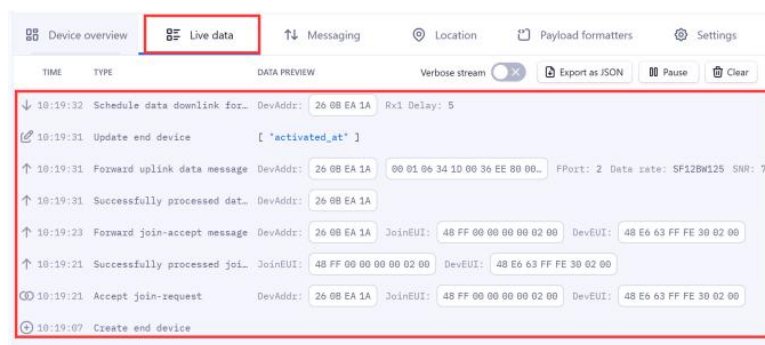 Device overview Live data Messaging Location Payload formatters Settings
TIME TYPE DATA PREVIEW Verbose stream Export as JSON Pause Clear
10:19:32 Schedule data downlink for… DevAddr: 26 0B EA 1A Rx1 Delay: 5
10:19:31 Update end device [ "activated_at" ]
10:19:31 Forward uplink data message DevAddr: 26 0B EA 1A 00 01 06 34 1D 00 36 EE 80 00… FPort: 2 Data rate: SF12BW125 SNR: 7
10:19:31 Successfully processed dat… DevAddr: 26 0B EA 1A
10:19:23 Forward join-accept message DevAddr: 26 0B EA 1A JoinEUI: 48 FF 00 00 00 00 02 00 DevEUI: 48 E6 63 FF FE 30 02 00
10:19:21 Successfully processed joi… JoinEUI: 48 FF 00 00 00 00 02 00 DevEUI: 48 E6 63 FF FE 30 02 00
10:19:21 Accept join-request DevAddr: 26 0B EA 1A JoinEUI: 48 FF 00 00 00 00 02 00 DevEUI: 48 E6 63 FF FE 30 02 00
10:19:07 Create end device